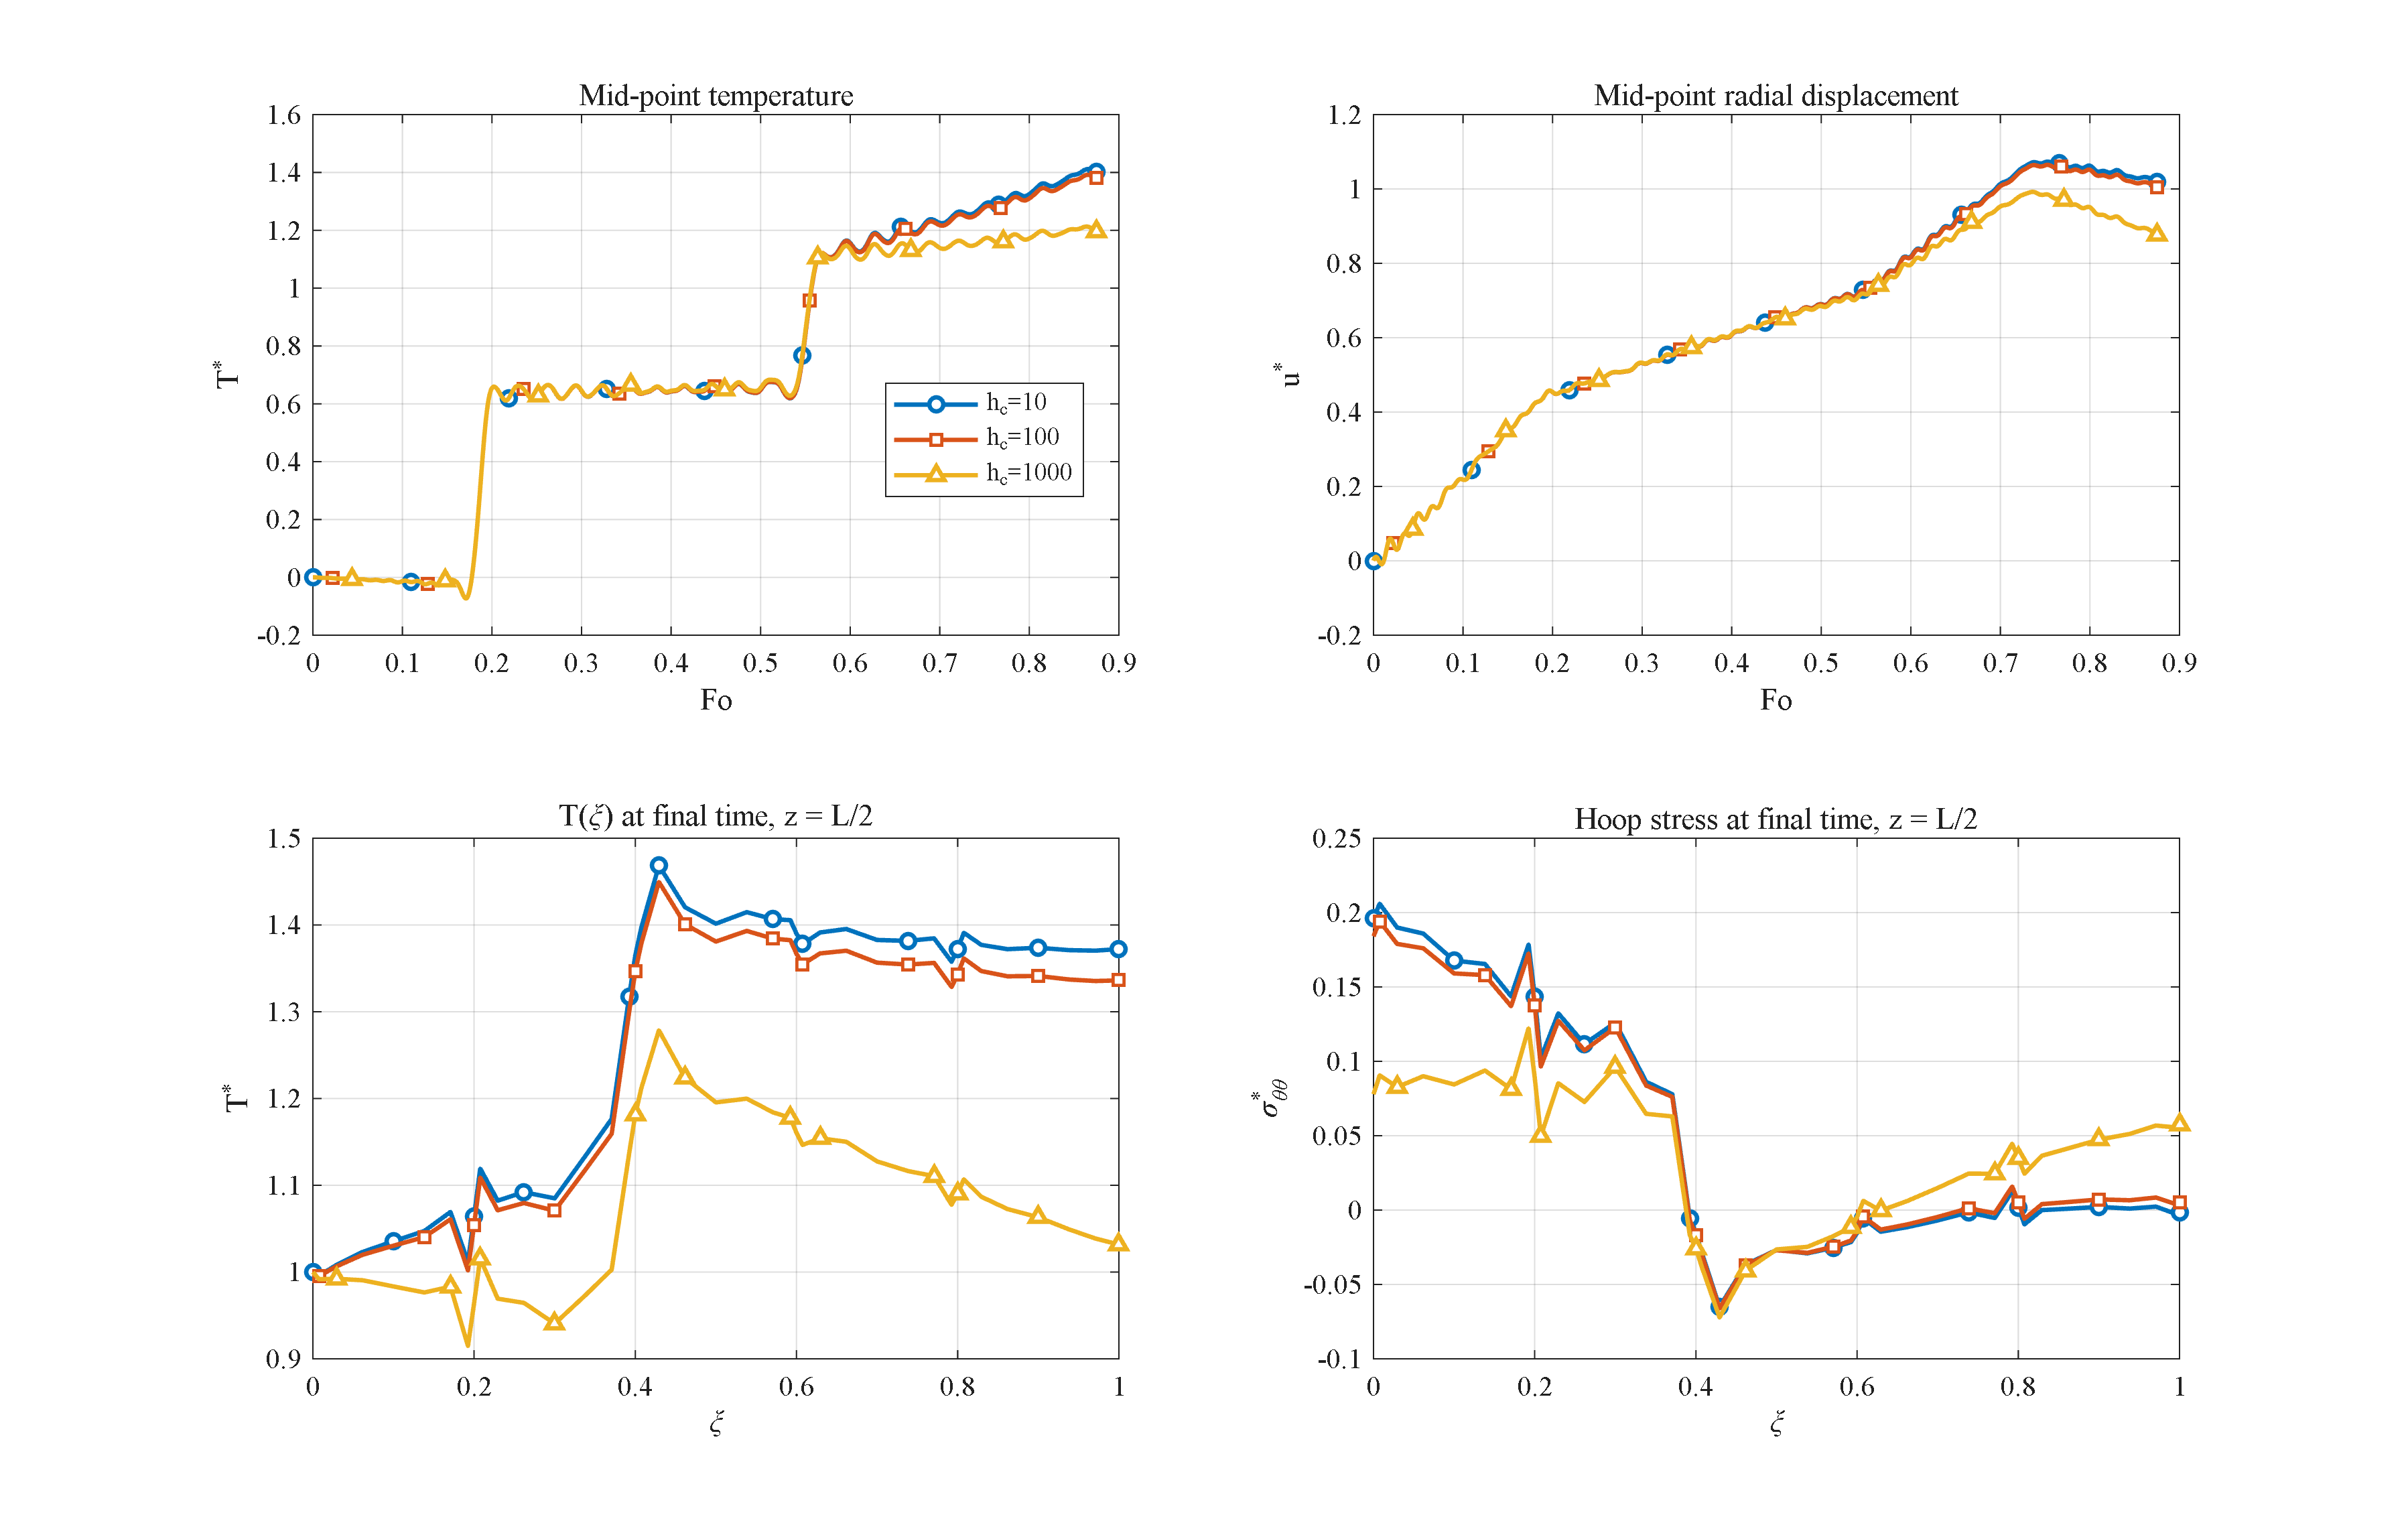 Mid-point temperature
1.6
1.4
1.2
1
0.8
0.6
0.4
0.2
0
-0.2
T*
0 0.1 0.2 0.3 0.4 0.5 0.6 0.7 0.8 0.9
Fo
h_c=10
h_c=100
h_c=1000
Mid-point radial displacement
1.2
1
0.8
0.6
0.4
0.2
0
-0.2
u*
0 0.1 0.2 0.3 0.4 0.5 0.6 0.7 0.8 0.9
Fo
T(ξ) at final time, z = L/2
1.5
1.4
1.3
1.2
1.1
1
0.9
T*
0 0.2 0.4 0.6 0.8 1
ξ
Hoop stress at final time, z = L/2
0.25
0.2
0.15
0.1
0.05
0
-0.05
-0.1
σ*θθ
0 0.2 0.4 0.6 0.8 1
ξ